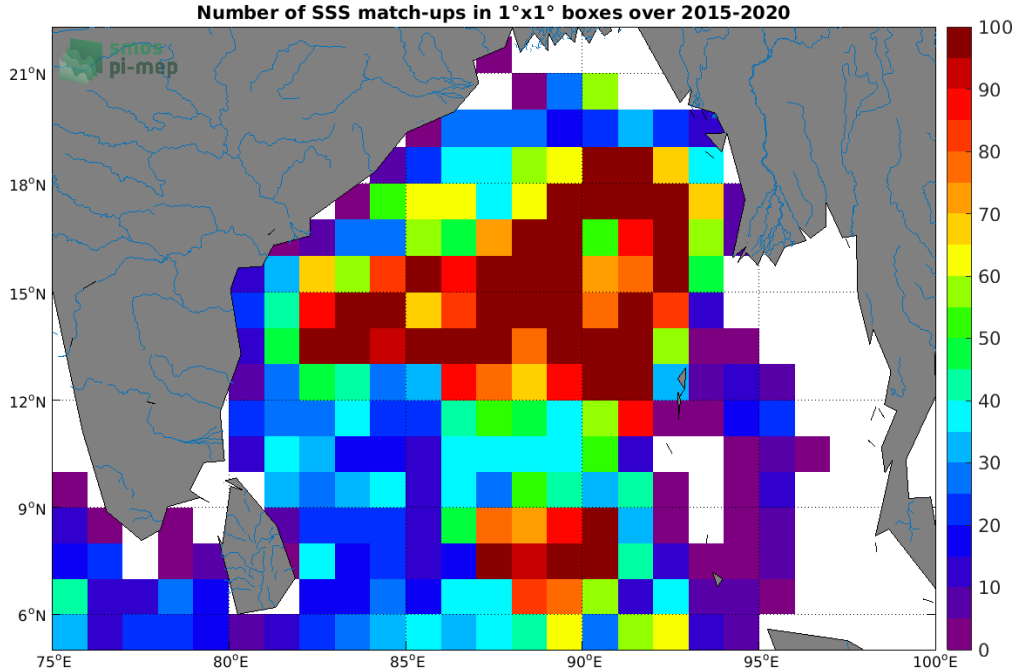 Number of SSS match-ups in 1°x1° boxes over 2015-2020
smos
pi-mep
21°N
18°N
15°N
12°N
9°N
6°N
75°E
80°E
85°E
90°E
95°E
100°E
100
90
80
70
60
50
40
30
20
10
0